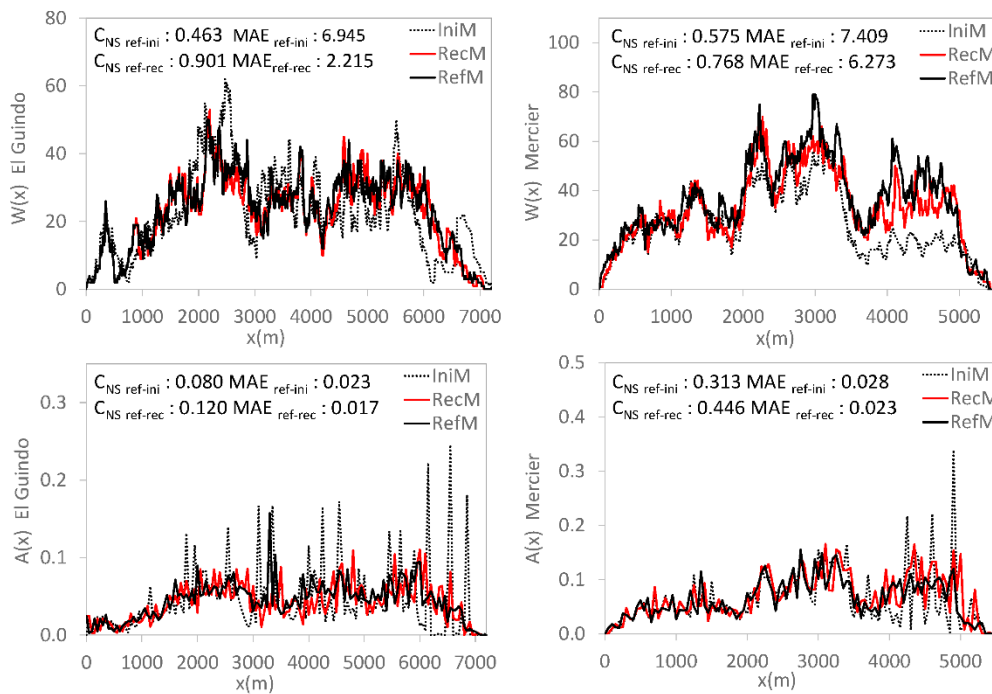 80
60
40
20
0
W(x) El Guindo
C_NS ref-ini : 0.463 MAE ref-ini : 6.945
C_NS ref-rec : 0.901 MAE ref-rec : 2.215
IniM
RecM
RefM
0 1000 2000 3000 4000 5000 6000 7000
x(m)
100
80
60
40
20
0
W(x) Mercier
C_NS ref-ini : 0.575 MAE ref-ini : 7.409
C_NS ref-rec : 0.768 MAE ref-rec : 6.273
IniM
RecM
RefM
0 1000 2000 3000 4000 5000
x(m)
0.3
0.2
0.1
0.0
A(x) El Guindo
C_NS ref-ini : 0.080 MAE ref-ini : 0.023
C_NS ref-rec : 0.120 MAE ref-rec : 0.017
IniM
RecM
RefM
0 1000 2000 3000 4000 5000 6000 7000
x(m)
0.5
0.4
0.3
0.2
0.1
0.0
A(x) Mercier
C_NS ref-ini : 0.313 MAE ref-ini : 0.028
C_NS ref-rec : 0.446 MAE ref-rec : 0.023
IniM
RecM
RefM
0 1000 2000 3000 4000 5000
x(m)